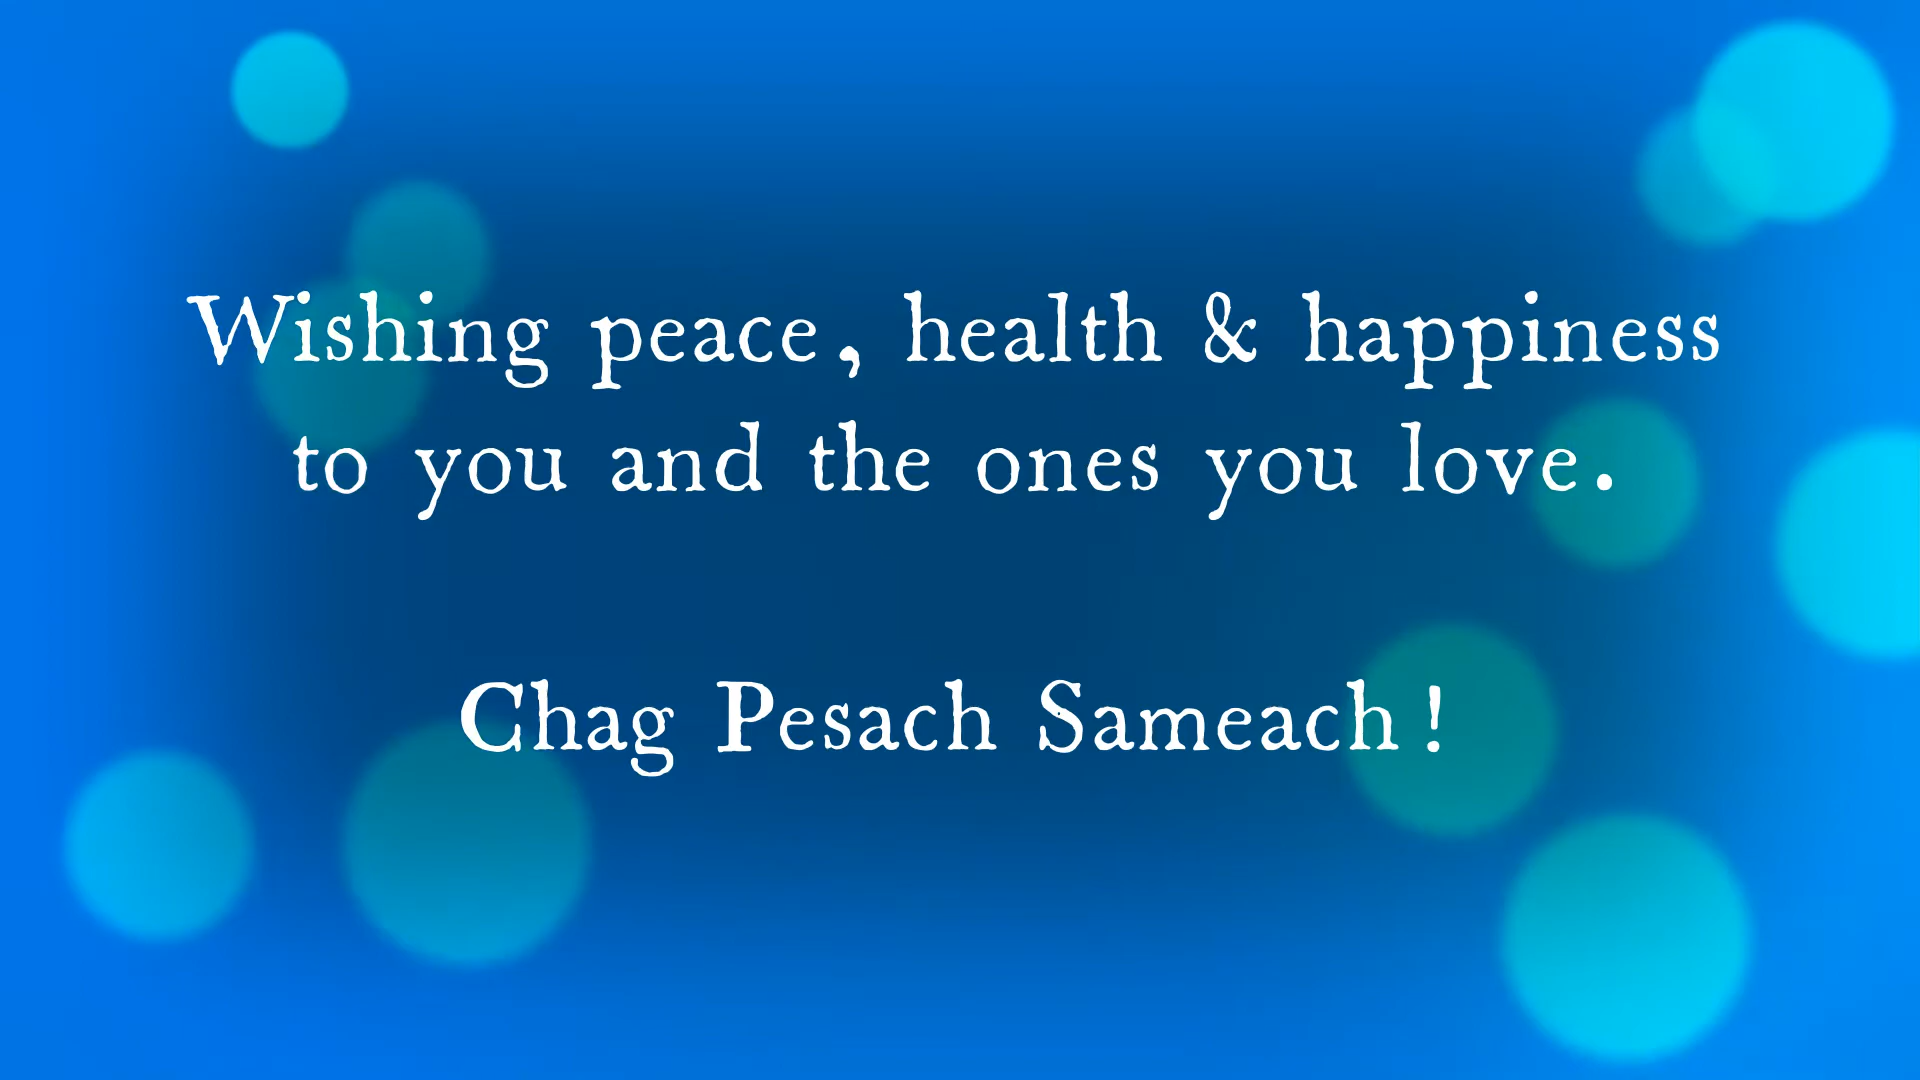 Wishing peace, health & happiness
to you and the ones you love.
Chag Pesach Sameach!